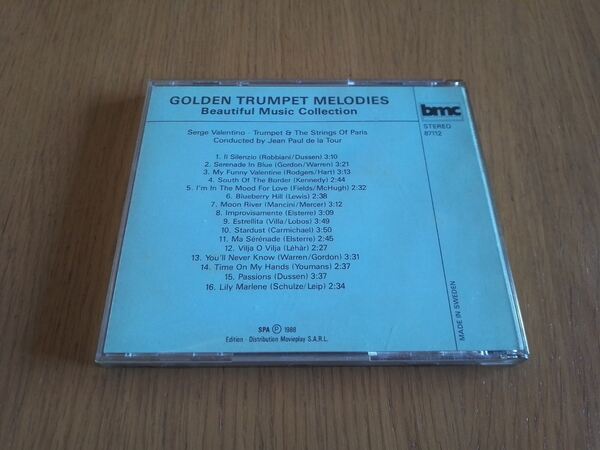 GOLDEN TRUMPET MELODIES
Beautiful Music Collection
bmc
STEREO
87112
Serge Valentino - Trumpet & The Strings Of Paris
Conducted by Jean Paul de la Tour
1. Il Silenzio (Robbiani/Dussen) 3:10
2. Serenade In Blue (Gordon/Warren) 3:21
3. My Funny Valentine (Rodgers/Hart) 3:13
4. South Of The Border (Kennedy) 2:44
5. I'm In The Mood For Love (Fields/McHugh) 2:32
6. Blueberry Hill (Lewis) 2:38
7. Moon River (Mancini/Mercer) 3:12
8. Improvisamente (Elsterre) 3:09
9. Estrellita (Villa/Lobos) 3:49
10. Stardust (Carmichael) 3:50
11. Ma Sérénade (Elsterre) 2:45
12. Vilja O Vilja (Léhàr) 2:27
13. You'll Never Know (Warren/Gordon) 3:31
14. Time On My Hands (Youmans) 2:37
15. Passions (Dussen) 3:37
16. Lily Marlene (Schulze/Leip) 2:34
SPA ℗ 1988
Edition - Distribution Movieplay S.A.R.L.
MADE IN SWEDEN